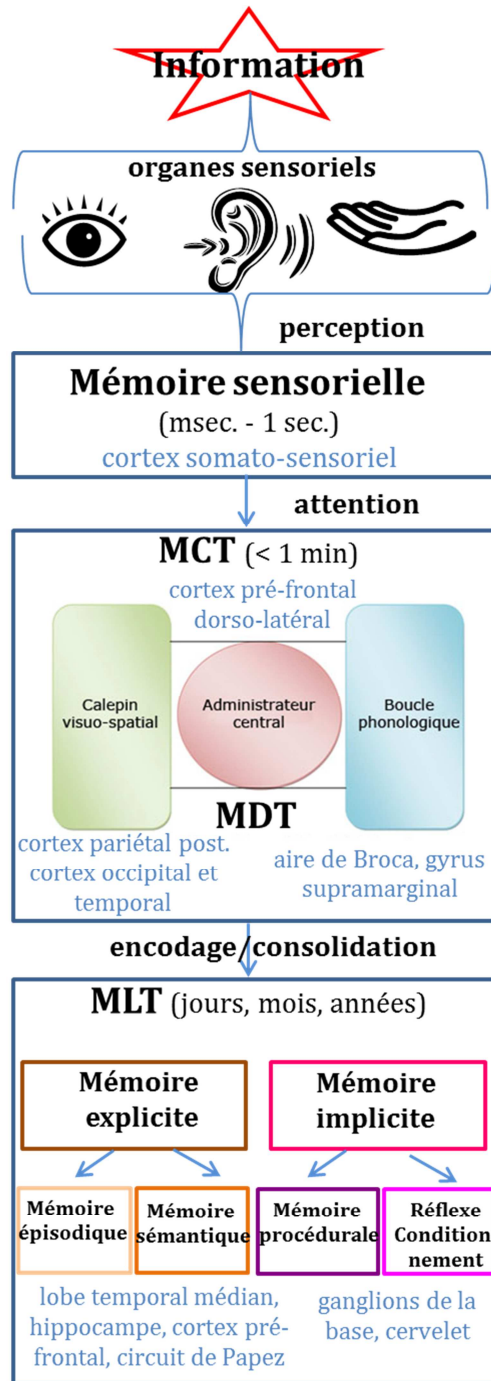 Information
organes sensoriels
perception
Mémoire sensorielle
(msec. - 1 sec.)
cortex somato-sensoriel
attention
MCT (< 1 min)
cortex pré-frontal
dorso-latéral
Calepin
visuo-spatial
Administrateur
central
Boucle
phonologique
MDT
cortex pariétal post.
cortex occipital et
temporal
aire de Broca, gyrus
supramarginal
encodage/consolidation
MLT (jours, mois, années)
Mémoire
explicite
Mémoire
implicite
Mémoire
épisodique
Mémoire
sémantique
Mémoire
procédurale
Réflexe
Condition
nement
lobe temporal médian,
hippocampe, cortex pré-
frontal, circuit de Papez
ganglions de la
base, cervelet